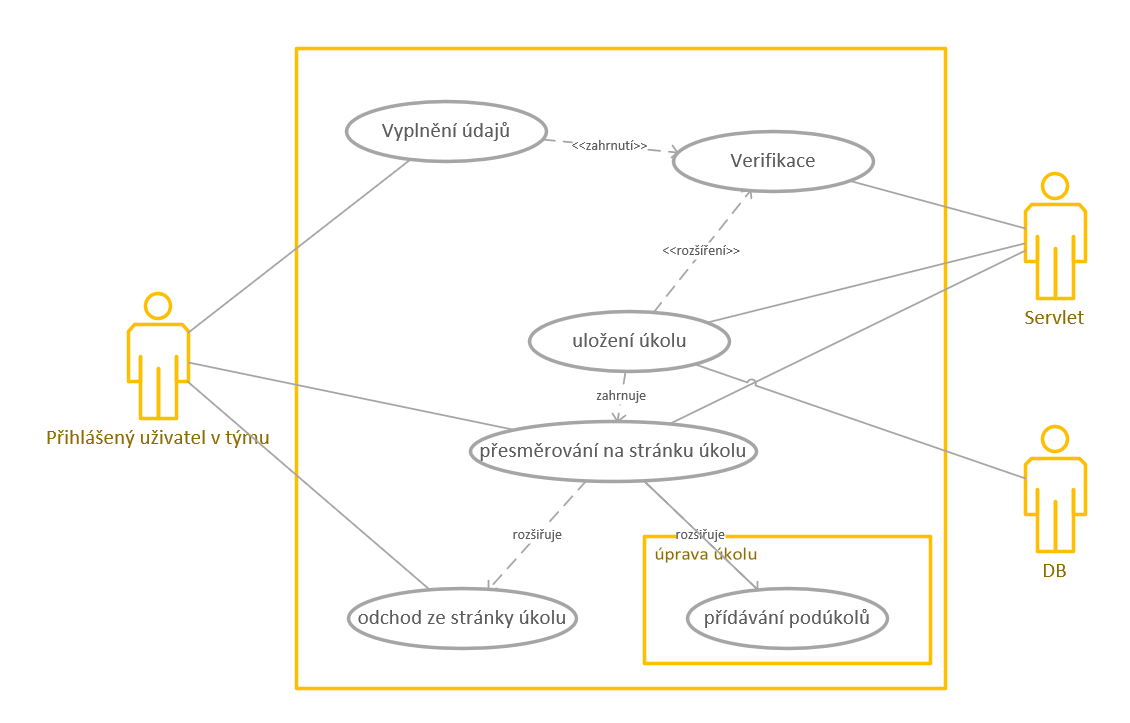 Vyplnění údajů
<<zahrnutí>>
Verifikace
<<rozšíření>>
Servlet
uložení úkolu
zahrnuje
Přihlášený uživatel v týmu
přesměrování na stránku úkolu
rozšiřuje
rozšiřuje
úprava úkolu
DB
odchod ze stránky úkolu
přídávání podúkolů